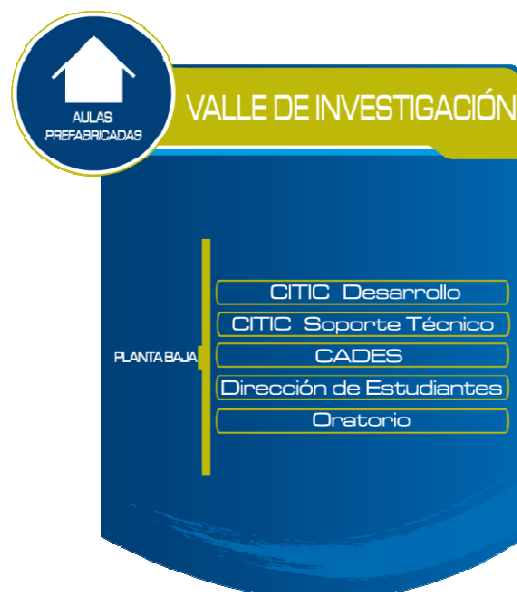 AULAS
PREFABRICADAS
VALLE DE INVESTIGACIÓN
CITIC Desarrollo
CITIC Soporte Técnico
PLANTA BAJA
CADES
Dirección de Estudiantes
Oratorio